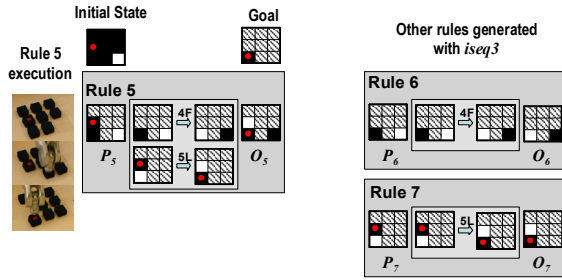 Initial State
Goal
Rule 5
execution
Rule 5
4F
5L
P5
O5
Other rules generated
with iseq3
Rule 6
4F
P6
O6
Rule 7
5L
P7
O7